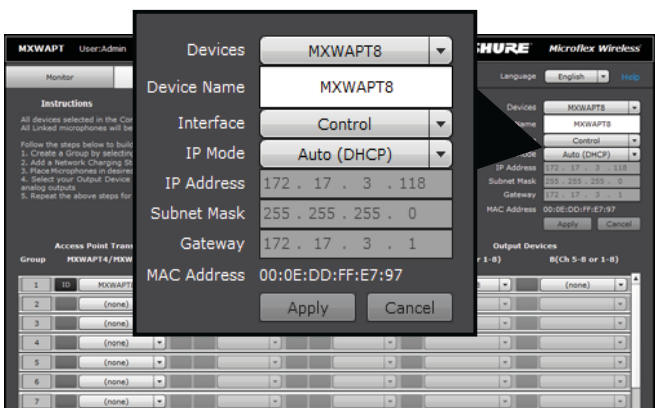 MXWAPT User:Admin
SHURE Microflex Wireless
Monitor
Language English Help
Instructions
All devices selected in the Con
All Linked microphones will be
Follow the steps below to build
1. Create a Group by selecting
2. Add a Network Charging St
3. Place Microphones in desired
4. Select your Output Device
analog outputs
5. Repeat the above steps for
Devices MXWAPT8
Device Name MXWAPT8
Interface Control
IP Mode Auto (DHCP)
IP Address 172 . 17 . 3 . 118
Subnet Mask 255 . 255 . 255 . 0
Gateway 172 . 17 . 3 . 1
MAC Address 00:0E:DD:FF:E7:97
Apply Cancel
Devices MXWAPT8
MXWAPT8
Control
Auto (DHCP)
IP Address 172 . 17 . 3 . 118
Subnet Mask 255 . 255 . 255 . 0
Gateway 172 . 17 . 3 . 1
MAC Address 00:0E:DD:FF:E7:97
Apply Cancel
Access Point Trans
Output Devices
Group MXWAPT4/MXW
r 1-8) B(Ch 5-8 or 1-8)
1 ID MXWAPT (none)
2 (none)
3 (none)
4 (none)
5 (none)
6 (none)
7 (none)